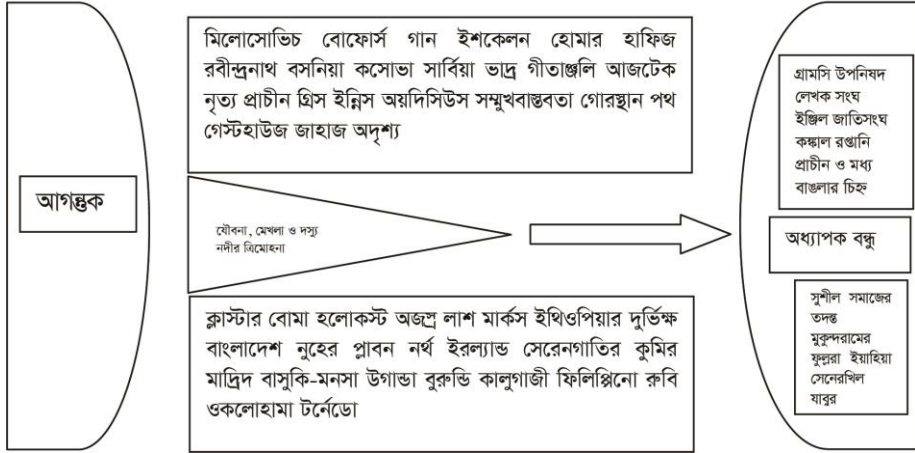 মিলোসোভিচ বোফোর্স গান ইশকেলন হোমার হাফিজ
রবীন্দ্রনাথ বসনিয়া কসোভা সার্বিয়া ভাদ্র গীতাঞ্জলি আজটেক
নৃত্য প্রাচীন গ্রিস ইন্নিস অয়দিসিউস সম্মুখবাস্তবতা গোরস্থান পথ
গেস্টহাউজ জাহাজ অদৃশ্য
আগন্তুক
যৌবনা, মেখলা ও দস্যু
নদীর ত্রিমোহনা
ক্লাস্টার বোমা হলোকস্ট অজস্র লাশ মার্কস ইথিওপিয়ার দুর্ভিক্ষ
বাংলাদেশ নুহের প্লাবন নর্থ ইরল্যান্ড সেরেনগাতির কুমির
মাদ্রিদ বাসুকি-মনসা উগান্ডা বুরুন্ডি কালুগাজী ফিলিপ্পিনো রুবি
ওকলোহামা টর্নেডো
গ্রামসি উপনিষদ
লেখক সংঘ
ইঞ্জিল জাতিসংঘ
কঙ্কাল রপ্তানি
প্রাচীন ও মধ্য
বাঙলার চিহ্ন
অধ্যাপক বন্ধু
সুশীল সমাজের
তদন্ত
মুকুন্দরামের
ফুলুরা ইয়াহিয়া
সেনেরখিল
যাবুর